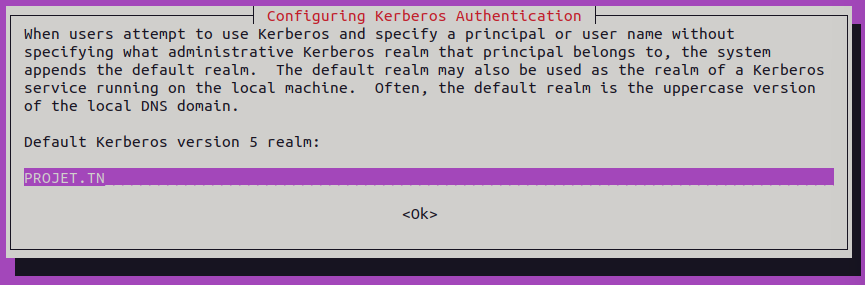 Configuring Kerberos Authentication
When users attempt to use Kerberos and specify a principal or user name without
specifying what administrative Kerberos realm that principal belongs to, the system
appends the default realm.  The default realm may also be used as the realm of a Kerberos
service running on the local machine.  Often, the default realm is the uppercase version
of the local DNS domain.
Default Kerberos version 5 realm:
PROJET.TN
<Ok>